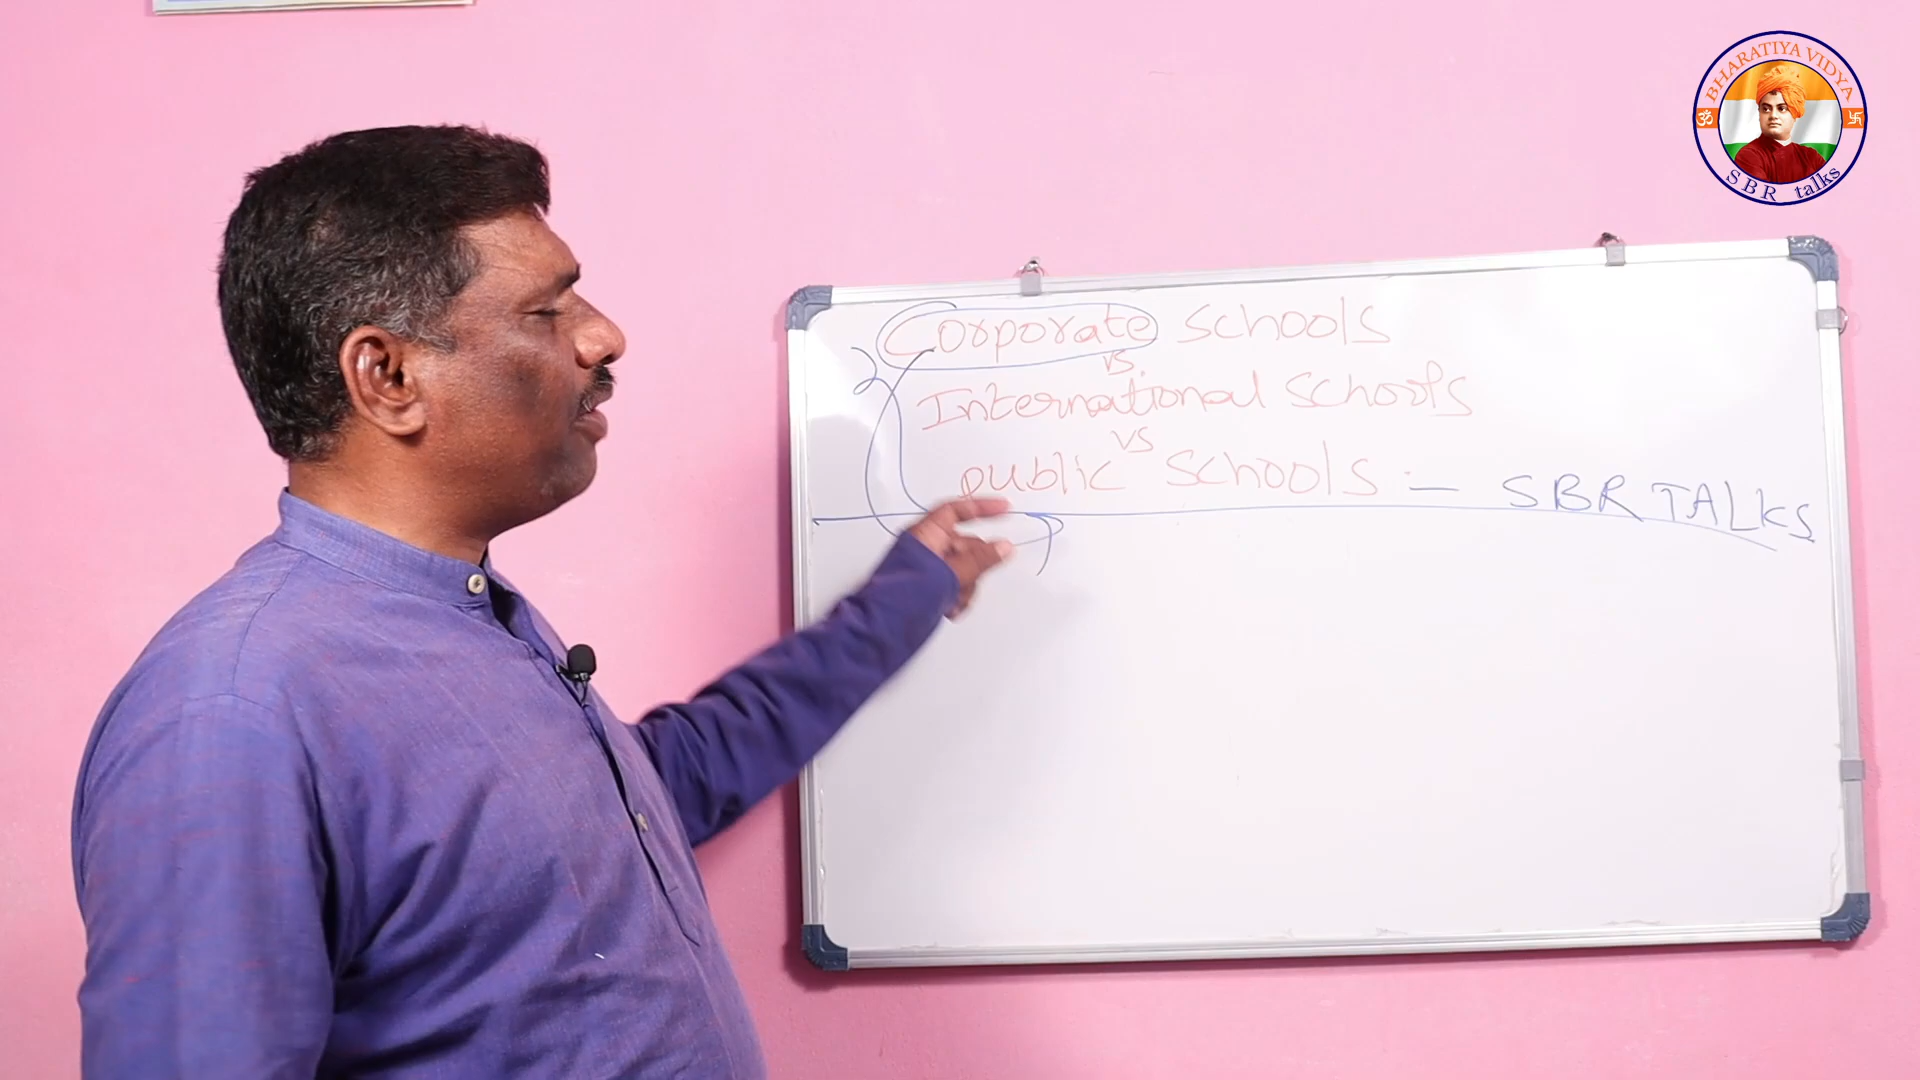 BHARATIYA VIDYA
ॐ
SBR talks
Corporate Schools
vs.
International Schools
vs
public Schools :- SBR TALKS